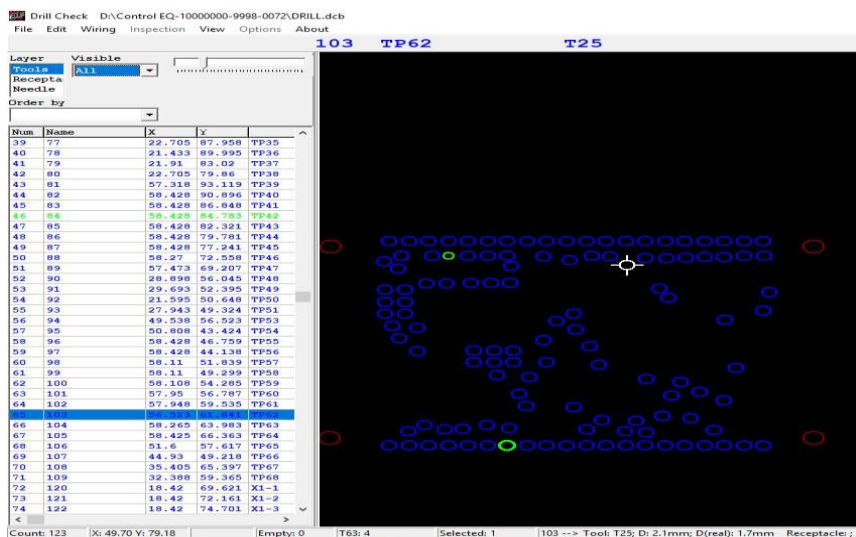 Drill Check D:\Control EQ-10000000-9998-0072\DRILL.dcb
File Edit Wiring Inspection View Options About
103 TP62 T25
Layer Visible
Tools All
Recepta
Needle
Order by
Num Name X Y
39 77 22.705 87.958 TP35
40 78 21.433 89.995 TP36
41 79 21.91 83.02 TP37
42 80 22.705 79.86 TP38
43 81 57.318 93.119 TP39
44 82 58.428 90.896 TP40
45 83 58.428 86.848 TP41
46 84 58.428 84.783 TP42
47 85 58.428 82.321 TP43
48 86 58.428 79.781 TP44
49 87 58.428 77.241 TP45
50 88 58.27 72.558 TP46
51 89 57.473 69.207 TP47
52 90 28.898 56.045 TP48
53 91 29.693 52.395 TP49
54 92 21.595 50.648 TP50
55 93 27.943 49.324 TP51
56 94 49.538 56.523 TP53
57 95 50.808 43.424 TP54
58 96 58.428 46.759 TP55
59 97 58.428 44.138 TP56
60 98 58.11 51.839 TP57
61 99 58.11 49.299 TP58
62 100 58.108 54.285 TP59
63 101 57.95 56.787 TP60
64 102 57.948 59.535 TP61
65 103 56.523 61.841 TP62
66 104 58.265 63.983 TP63
67 105 58.425 66.363 TP64
68 106 51.6 57.617 TP65
69 107 44.93 49.218 TP66
70 108 35.405 65.397 TP67
71 109 32.388 59.365 TP68
72 120 18.42 69.621 X1-1
73 121 18.42 72.161 X1-2
74 122 18.42 74.701 X1-3
Count: 123 X: 49.70 Y: 79.18 Empty: 0 T63: 4 Selected: 1 103 --> Tool: T25; D: 2.1mm; D(real): 1.7mm Receptacle: ;